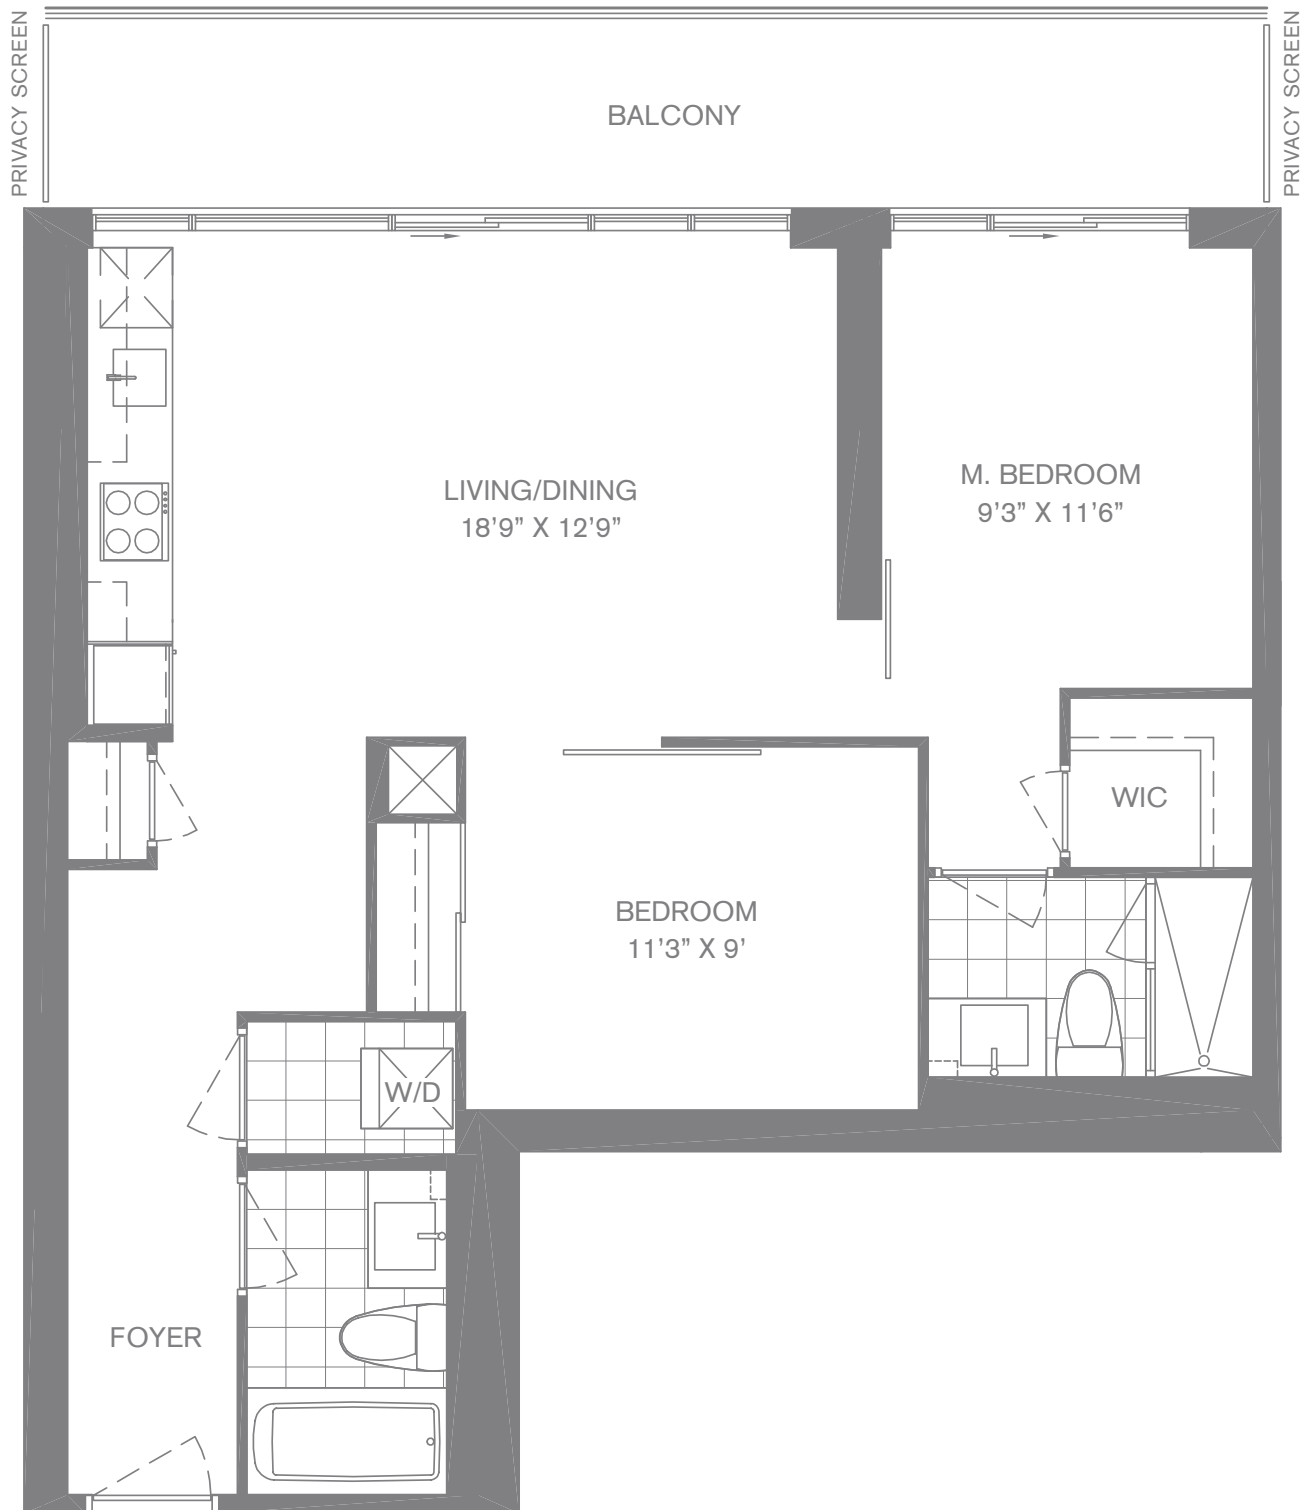 PRIVACY SCREEN
BALCONY
PRIVACY SCREEN
LIVING/DINING
18’9” X 12’9”
M. BEDROOM
9’3” X 11’6”
WIC
BEDROOM
11’3” X 9’
W/D
FOYER